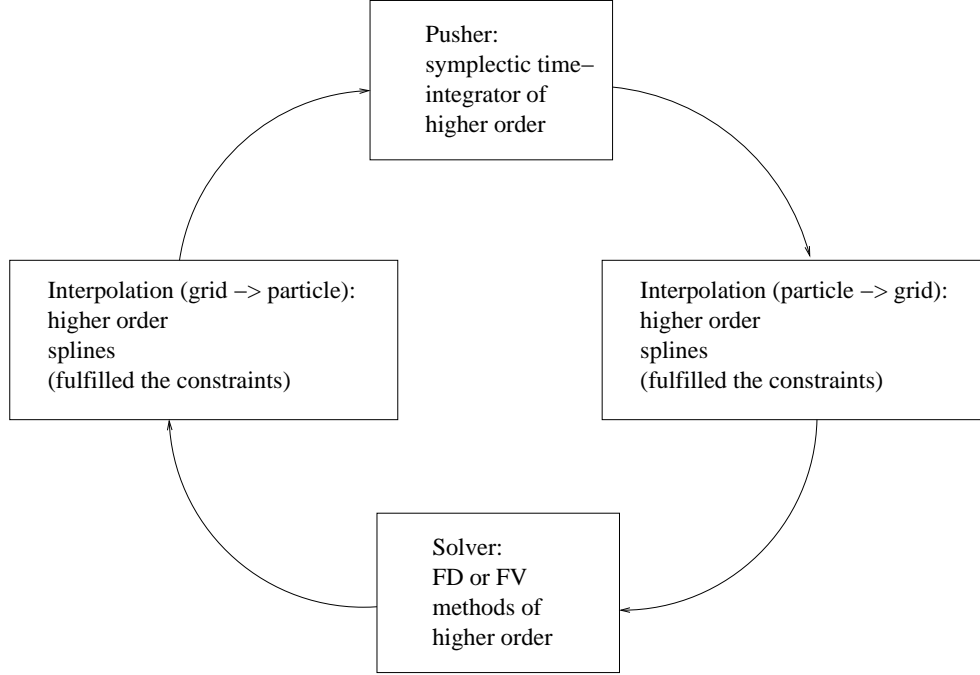 Pusher:
symplectic time–
integrator of
higher order
Interpolation (grid –> particle):
higher order
splines
(fulfilled the constraints)
Interpolation (particle –> grid):
higher order
splines
(fulfilled the constraints)
Solver:
FD or FV
methods of
higher order